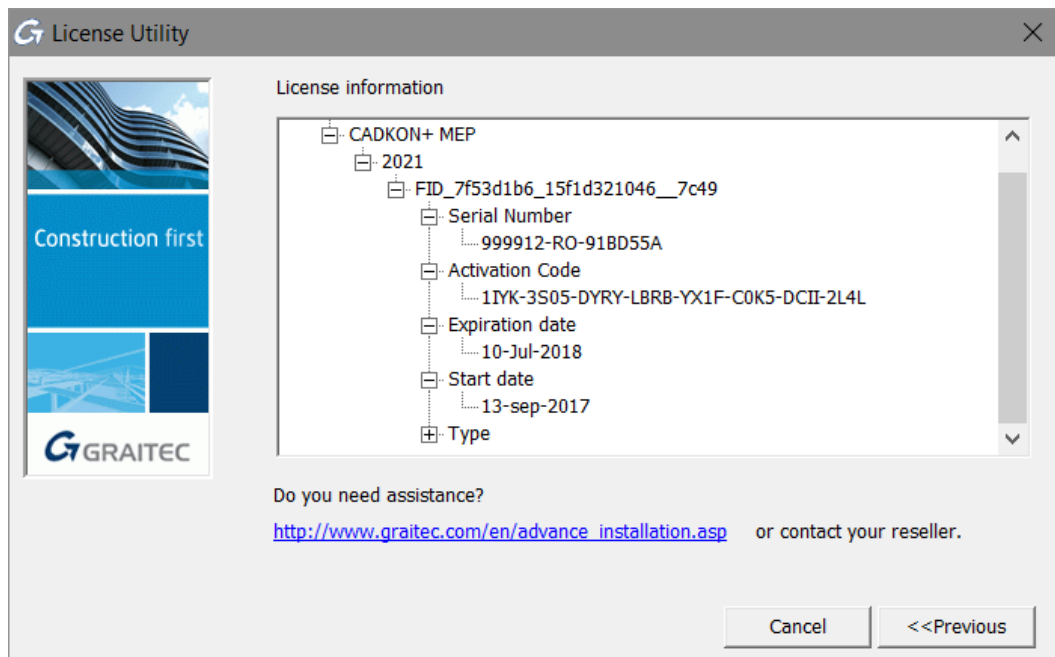 License Utility
Construction first
GRAITEC
License information
CADKON+ MEP
2021
FID_7f53d1b6_15f1d321046__7c49
Serial Number
999912-RO-91BD55A
Activation Code
1IYK-3S05-DYRY-LBRB-YX1F-C0K5-DCII-2L4L
Expiration date
10-Jul-2018
Start date
13-sep-2017
Type
Do you need assistance?
http://www.graitec.com/en/advance_installation.asp or contact your reseller.
Cancel <<Previous